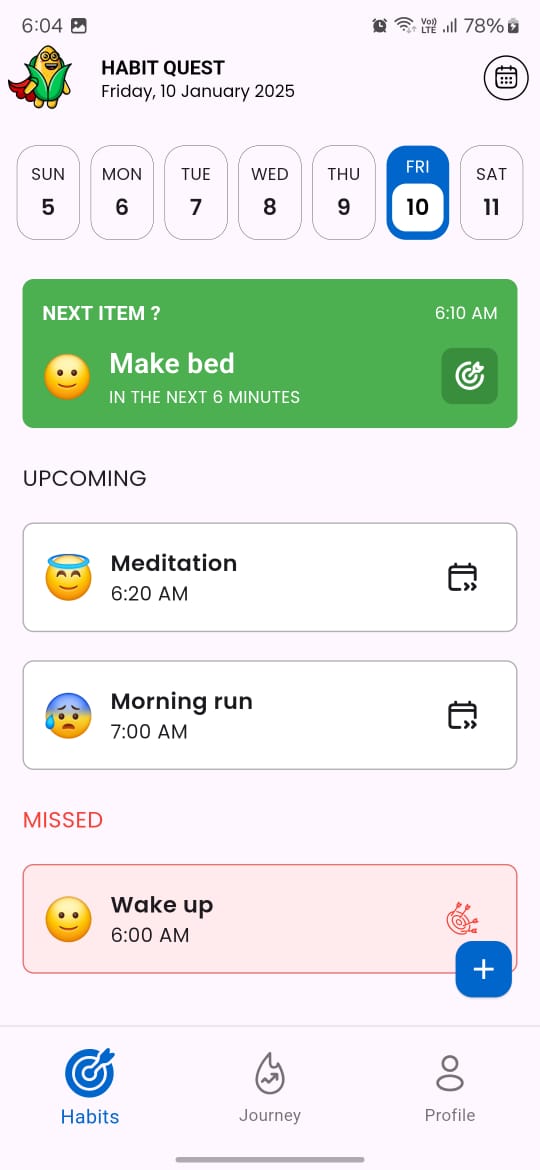 6:04 VoLTE 78%
HABIT QUEST
Friday, 10 January 2025
SUN MON TUE WED THU FRI SAT
5 6 7 8 9 10 11
NEXT ITEM ? 6:10 AM
Make bed
IN THE NEXT 6 MINUTES
UPCOMING
Meditation
6:20 AM
Morning run
7:00 AM
MISSED
Wake up
6:00 AM
+
Habits Journey Profile